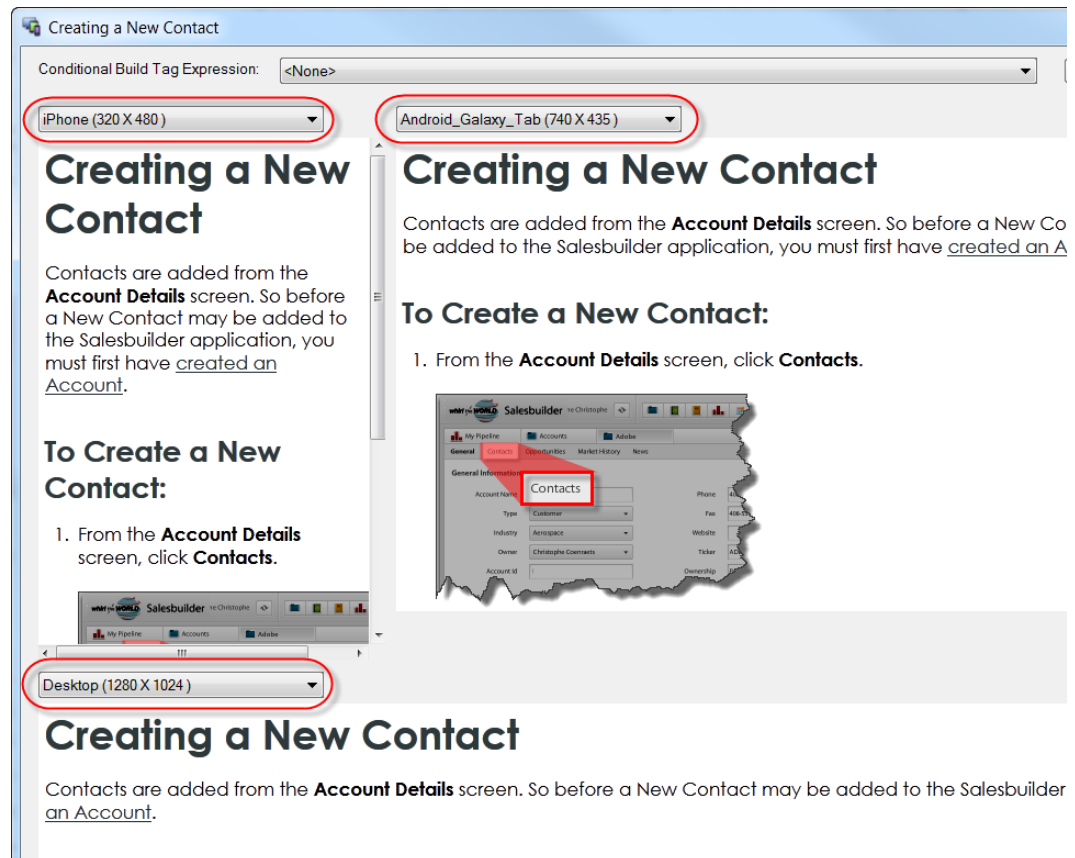 Creating a New Contact
Conditional Build Tag Expression: <None>
iPhone (320 X 480 )
Creating a New
Contact
Contacts are added from the
Account Details screen. So before
a New Contact may be added to
the Salesbuilder application, you
must first have created an
Account.
To Create a New
Contact:
1. From the Account Details
screen, click Contacts.
Salesbuilder Christophe
My Pipeline Accounts Adobe
Android_Galaxy_Tab (740 X 435 )
Creating a New Contact
Contacts are added from the Account Details screen. So before a New Co
be added to the Salesbuilder application, you must first have created an A
To Create a New Contact:
1. From the Account Details screen, click Contacts.
Salesbuilder Christophe
My Pipeline Accounts Adobe
General Contacts Opportunities Market History News
General Information
Contacts
Account Name Phone
Type Customer Fax
Industry Aerospace Website
Owner Christophe Coenraets Ticker
Account Id Ownership
Desktop (1280 X 1024 )
Creating a New Contact
Contacts are added from the Account Details screen. So before a New Contact may be added to the Salesbuilder
an Account.